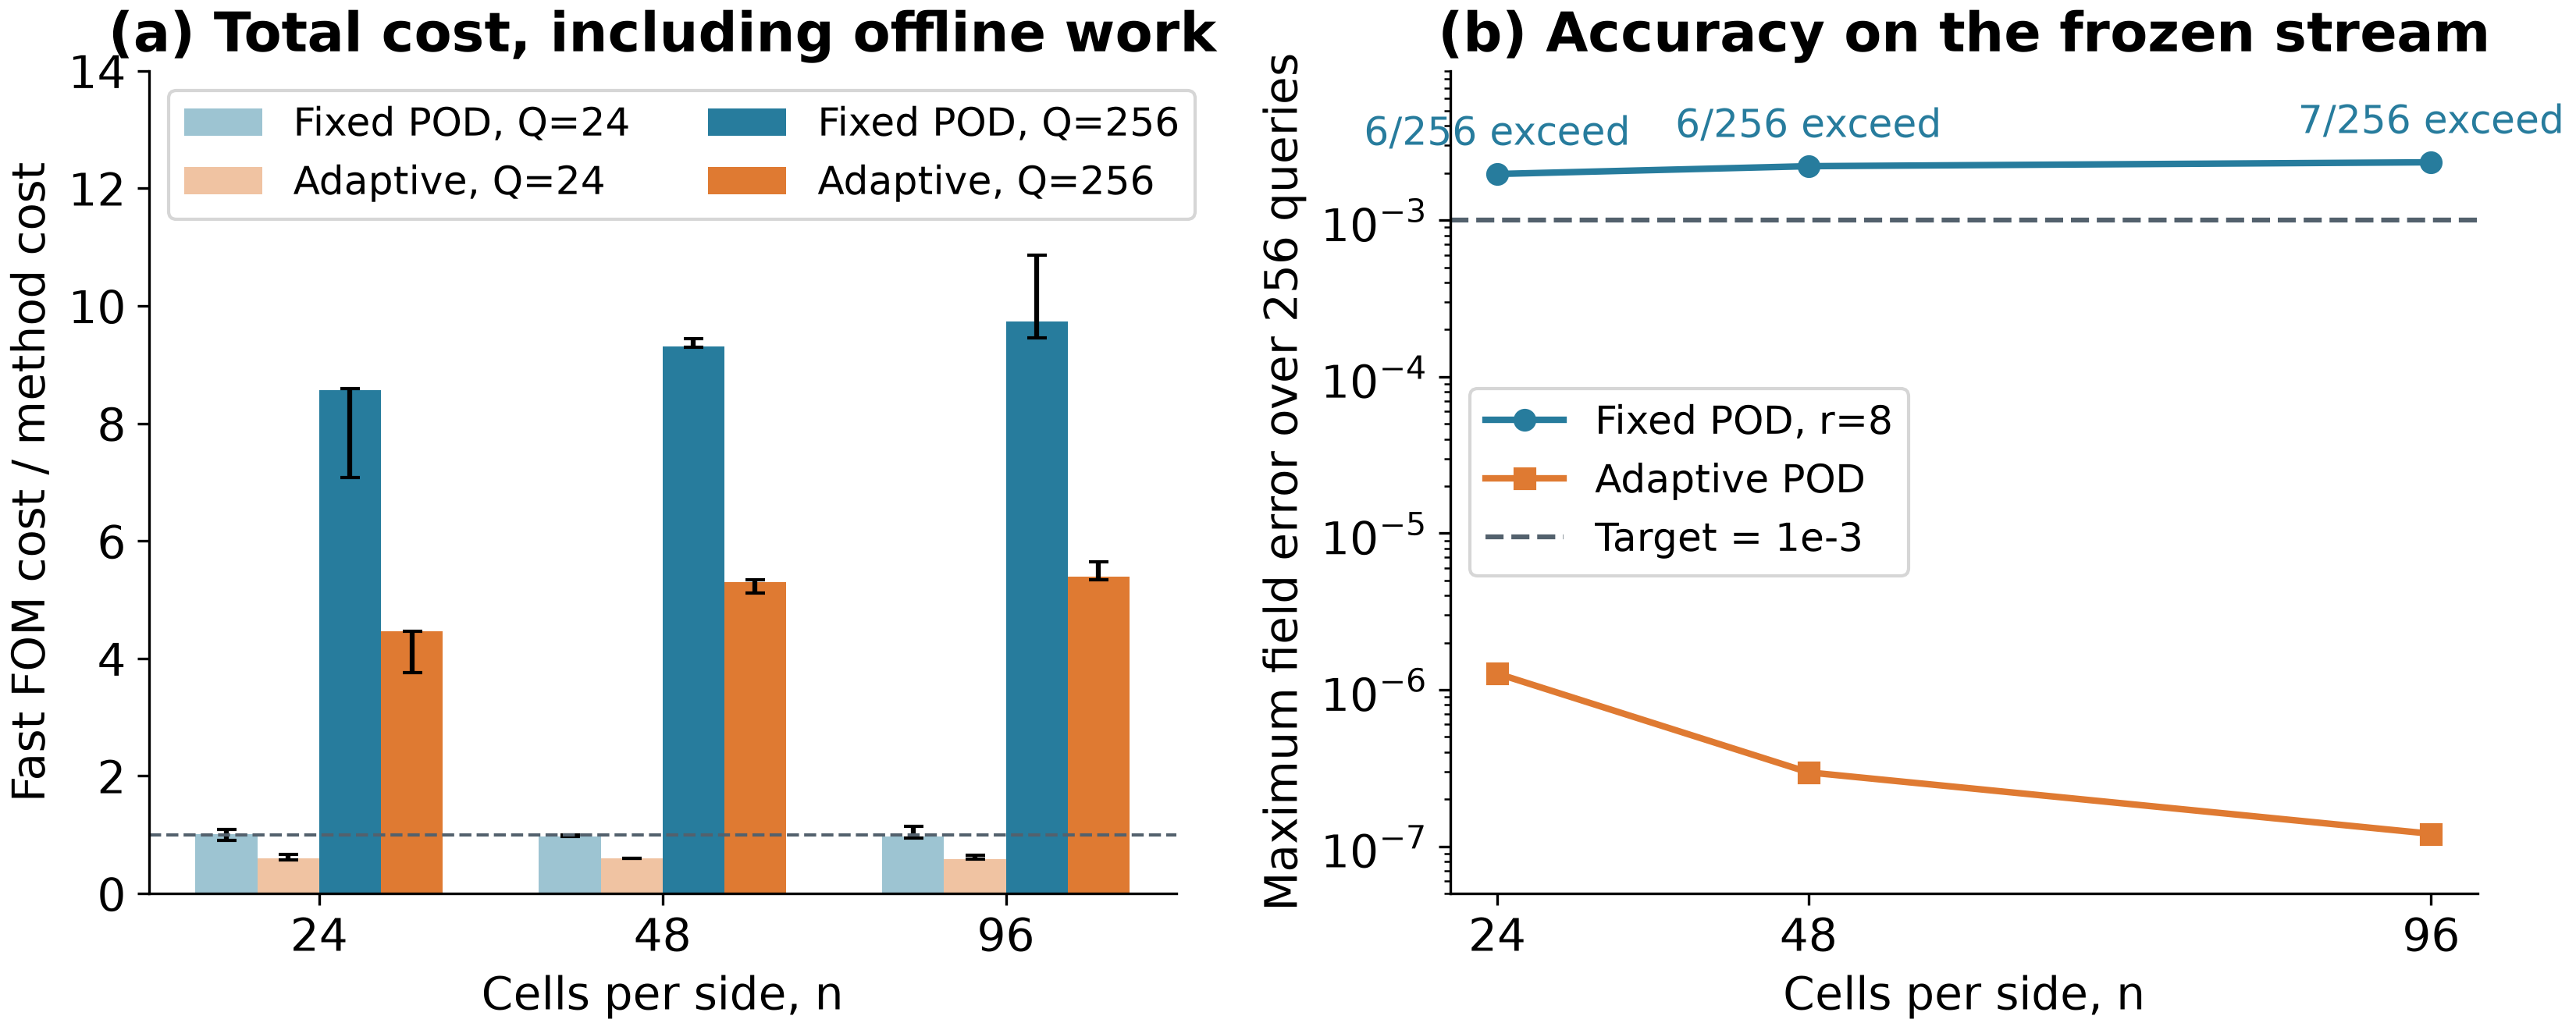 (a) Total cost, including offline work
Fast FOM cost / method cost
14
12
10
8
6
4
2
0
Fixed POD, Q=24
Adaptive, Q=24
Fixed POD, Q=256
Adaptive, Q=256
24
48
96
Cells per side, n
(b) Accuracy on the frozen stream
Maximum field error over 256 queries
10⁻³
10⁻⁴
10⁻⁵
10⁻⁶
10⁻⁷
6/256 exceed
6/256 exceed
7/256 exceed
Fixed POD, r=8
Adaptive POD
Target = 1e-3
24
48
96
Cells per side, n